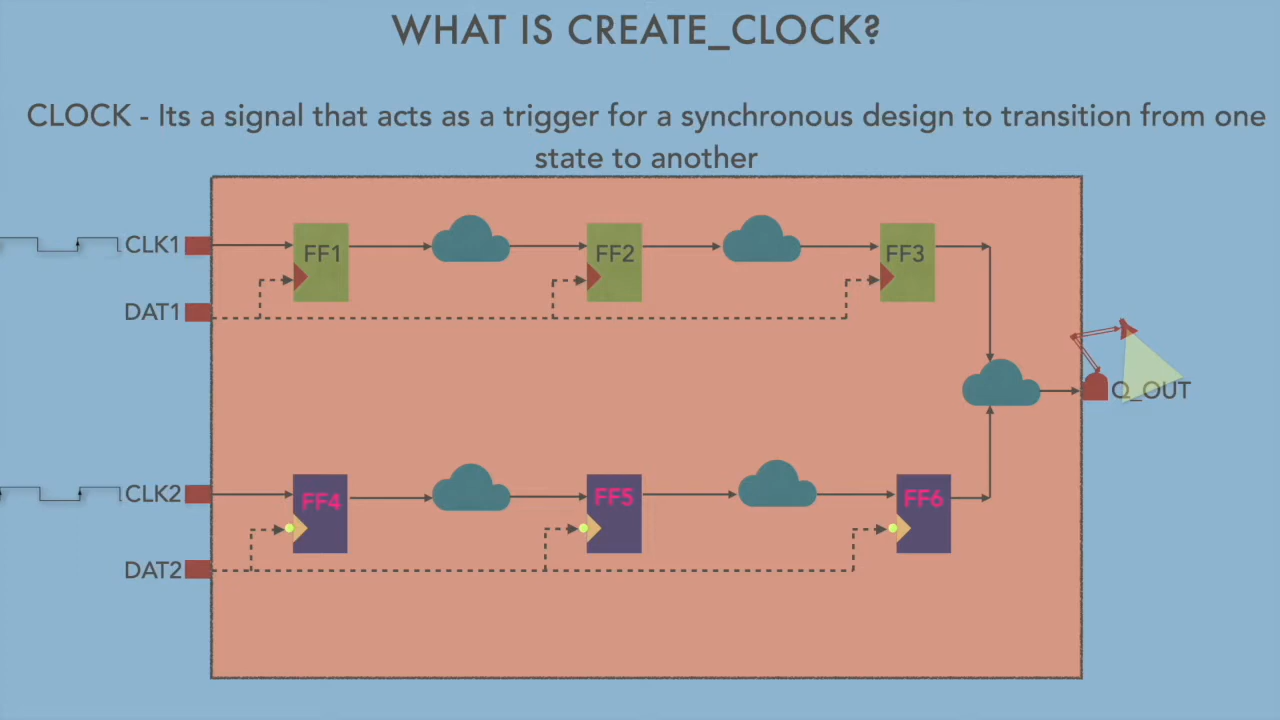 WHAT IS CREATE_CLOCK?
CLOCK - Its a signal that acts as a trigger for a synchronous design to transition from one
state to another
CLK1
FF1
FF2
FF3
DAT1
Q_OUT
CLK2
FF4
FF5
FF6
DAT2